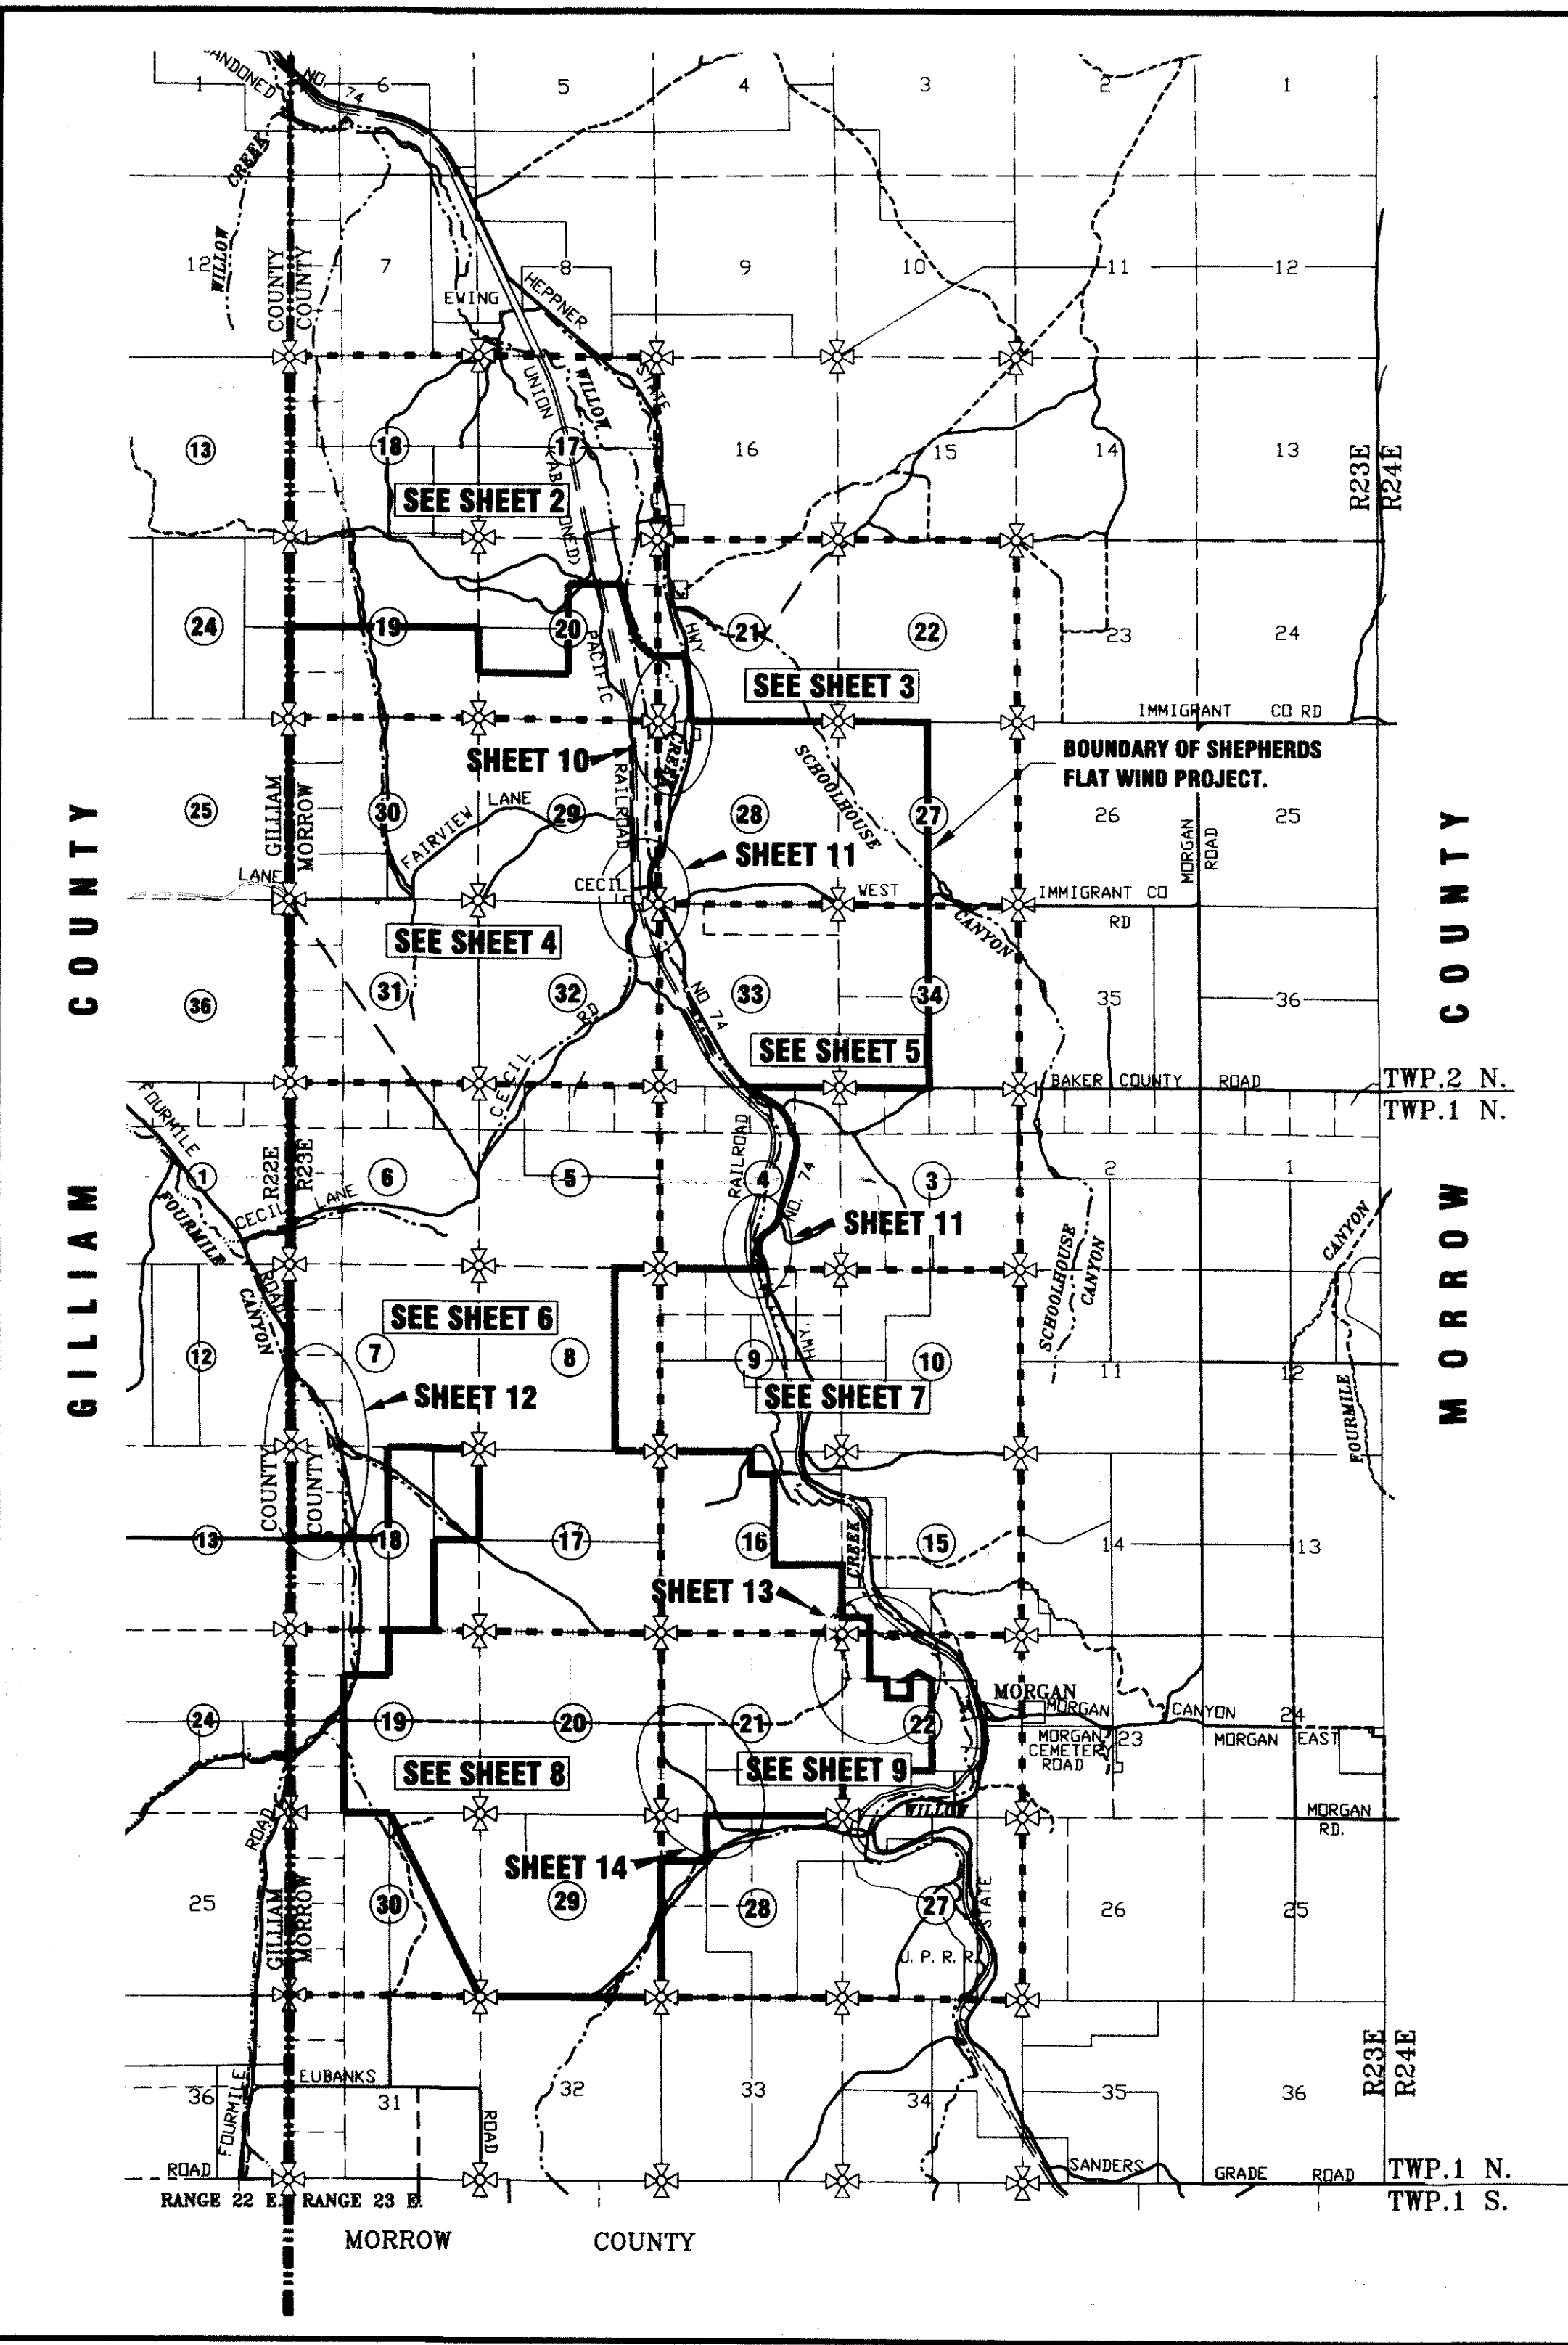 ANDONED
NO. 74
1
6
5
4
3
2
1
CREEK
WILLOW
12
COUNTY
COUNTY
7
8
9
10
11
12
EWING
HEPPNER
UNION
WILLOW
STATE
13
18
17
16
15
14
13
R23E
R24E
SEE SHEET 2
24
19
20
PACIFIC
HWY
21
22
23
24
SEE SHEET 3
IMMIGRANT CO RD
BOUNDARY OF SHEPHERDS
FLAT WIND PROJECT.
SHEET 10
CREEK
RAILROAD
SCHOOLHOUSE
GILLIAM COUNTY
MORROW COUNTY
25
GILLIAM
MORROW
30
FAIRVIEW LANE
29
28
27
26
25
MORGAN
ROAD
SHEET 11
LANE
CECIL
WEST
IMMIGRANT CO
RD
CANYON
SEE SHEET 4
36
31
32
33
34
35
36
NO 74
CECIL RD
SEE SHEET 5
BAKER COUNTY ROAD
TWP.2 N.
TWP.1 N.
FOURMILE
RAILROAD
1
R22E
R23E
6
5
4
3
2
1
NO. 74
CECIL LANE
FOURMILE
CANYON
ROAD
SHEET 11
SCHOOLHOUSE
CANYON
CANYON
FOURMILE
SEE SHEET 6
12
7
8
9
10
11
12
HWY.
SEE SHEET 7
SHEET 12
COUNTY
COUNTY
13
18
17
16
15
14
13
CREEK
SHEET 13
MORGAN
MORGAN CANYON
24
19
20
21
22
23
24
MORGAN
CEMETERY
ROAD
MORGAN EAST
SEE SHEET 8
SEE SHEET 9
WILLOW
MORGAN
RD.
ROAD
SHEET 14
25
GILLIAM
MORROW
30
29
28
27
26
25
STATE
U. P. R. R.
R23E
R24E
36
FOURMILE
EUBANKS
31
ROAD
32
33
34
35
36
ROAD
SANDERS GRADE ROAD
TWP.1 N.
TWP.1 S.
RANGE 22 E. RANGE 23 E.
MORROW COUNTY